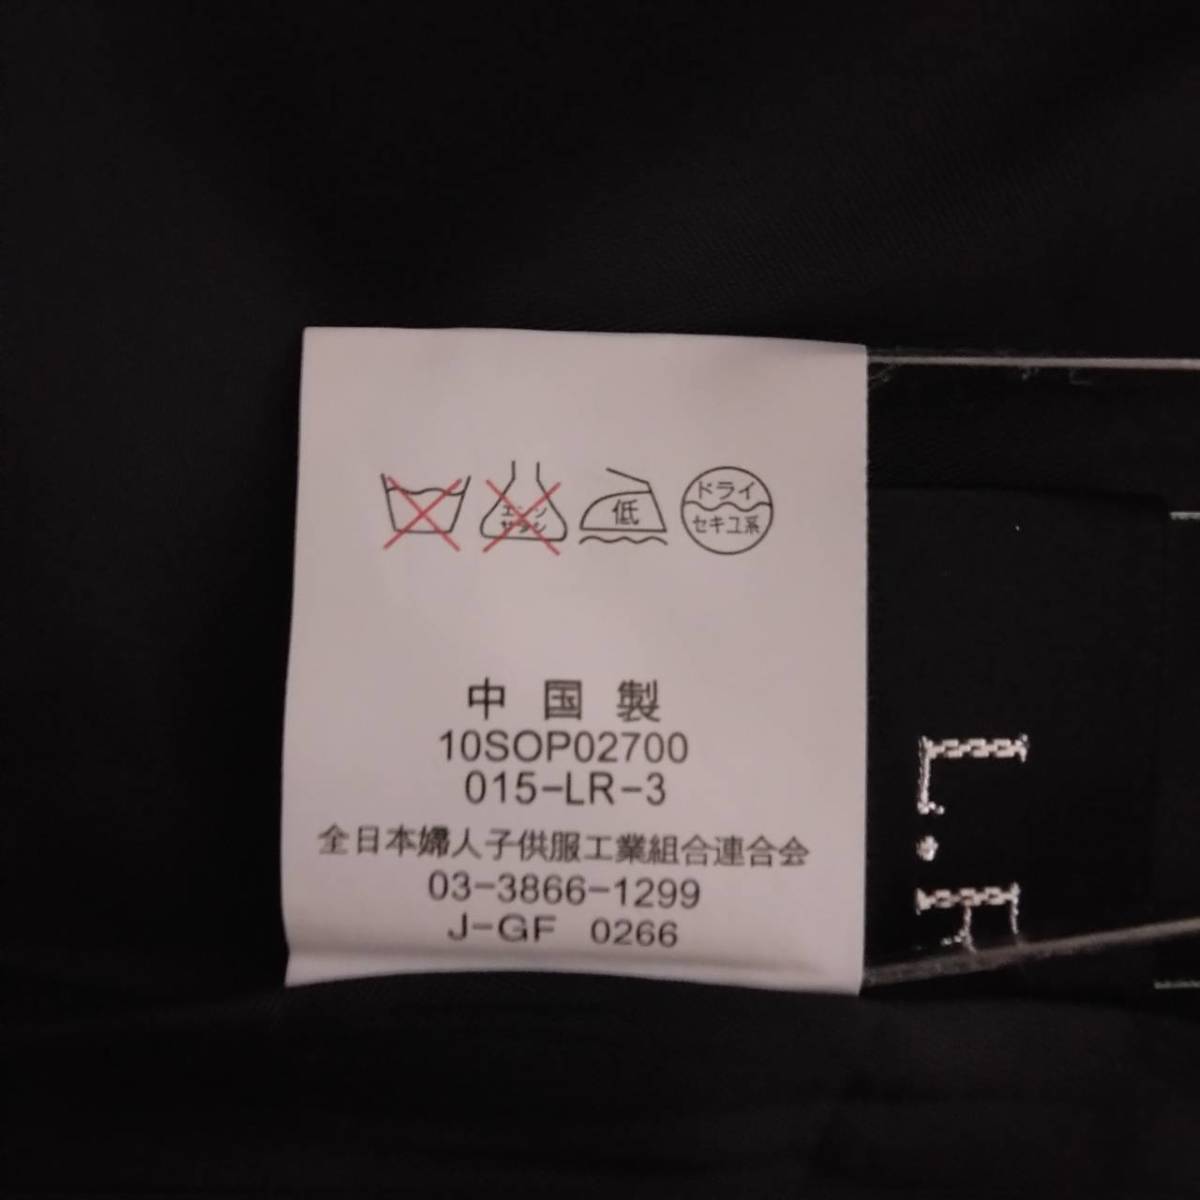 エンソ
サラシ
低
ドライ
セキユ系
中国製
10SOP02700
015-LR-3
全日本婦人子供服工業組合連合会
03-3866-1299
J-GF 0266
L.F